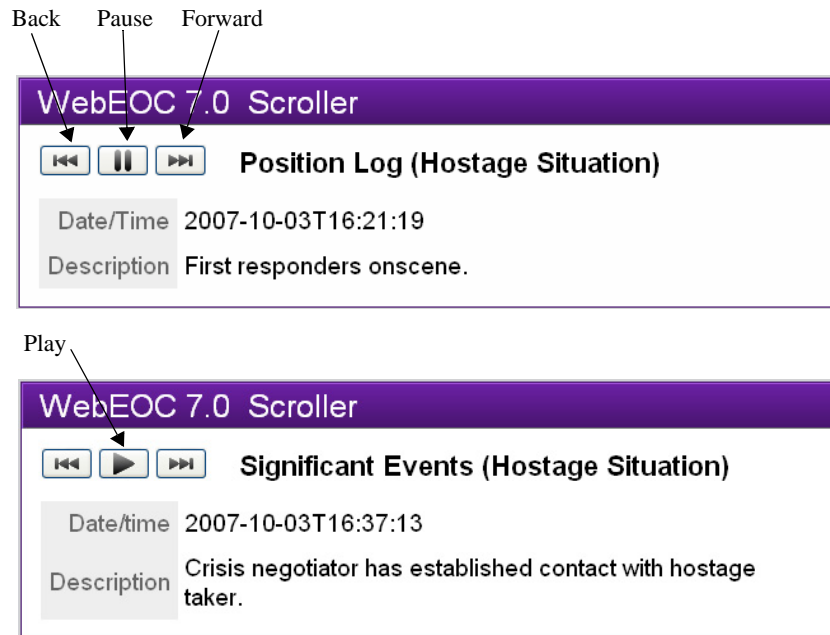 Back Pause Forward
WebEOC 7.0 Scroller
Position Log (Hostage Situation)
Date/Time 2007-10-03T16:21:19
Description First responders onscene.
Play
WebEOC 7.0 Scroller
Significant Events (Hostage Situation)
Date/time 2007-10-03T16:37:13
Description Crisis negotiator has established contact with hostage
taker.